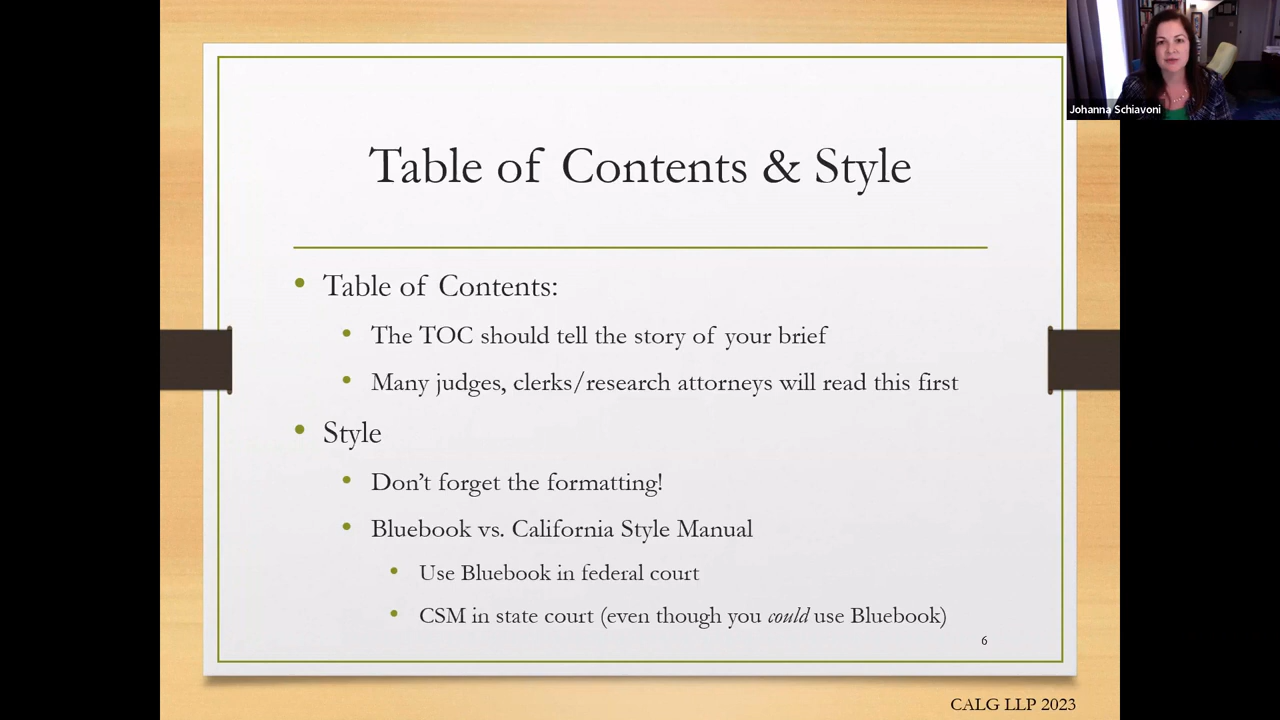 Johanna Schiavoni
Table of Contents & Style
• Table of Contents:
• The TOC should tell the story of your brief
• Many judges, clerks/research attorneys will read this first
• Style
• Don’t forget the formatting!
• Bluebook vs. California Style Manual
• Use Bluebook in federal court
• CSM in state court (even though you could use Bluebook)
6
CALG LLP 2023